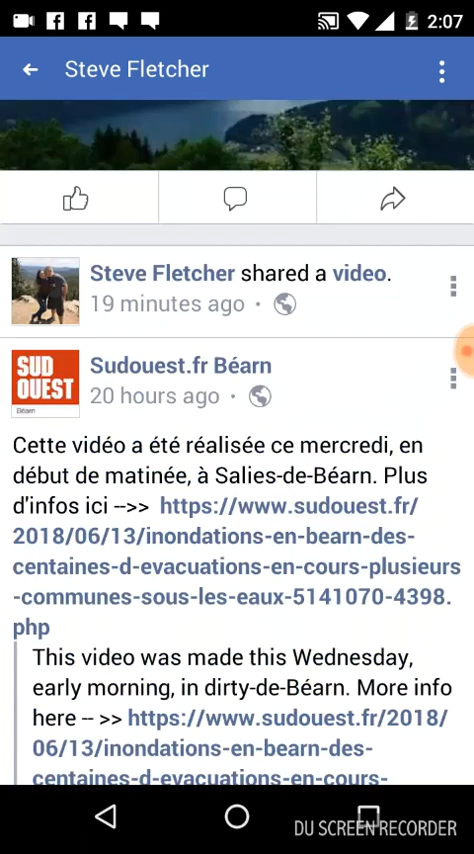 2:07
Steve Fletcher
Steve Fletcher shared a video.
19 minutes ago ·
SUD
OUEST
Béarn
Sudouest.fr Béarn
20 hours ago ·
Cette vidéo a été réalisée ce mercredi, en
début de matinée, à Salies-de-Béarn. Plus
d'infos ici -->> https://www.sudouest.fr/
2018/06/13/inondations-en-bearn-des-
centaines-d-evacuations-en-cours-plusieurs
-communes-sous-les-eaux-5141070-4398.
php
This video was made this Wednesday,
early morning, in dirty-de-Béarn. More info
here -- >> https://www.sudouest.fr/2018/
06/13/inondations-en-bearn-des-
centaines-d-evacuations-en-cours-
DU SCREEN RECORDER